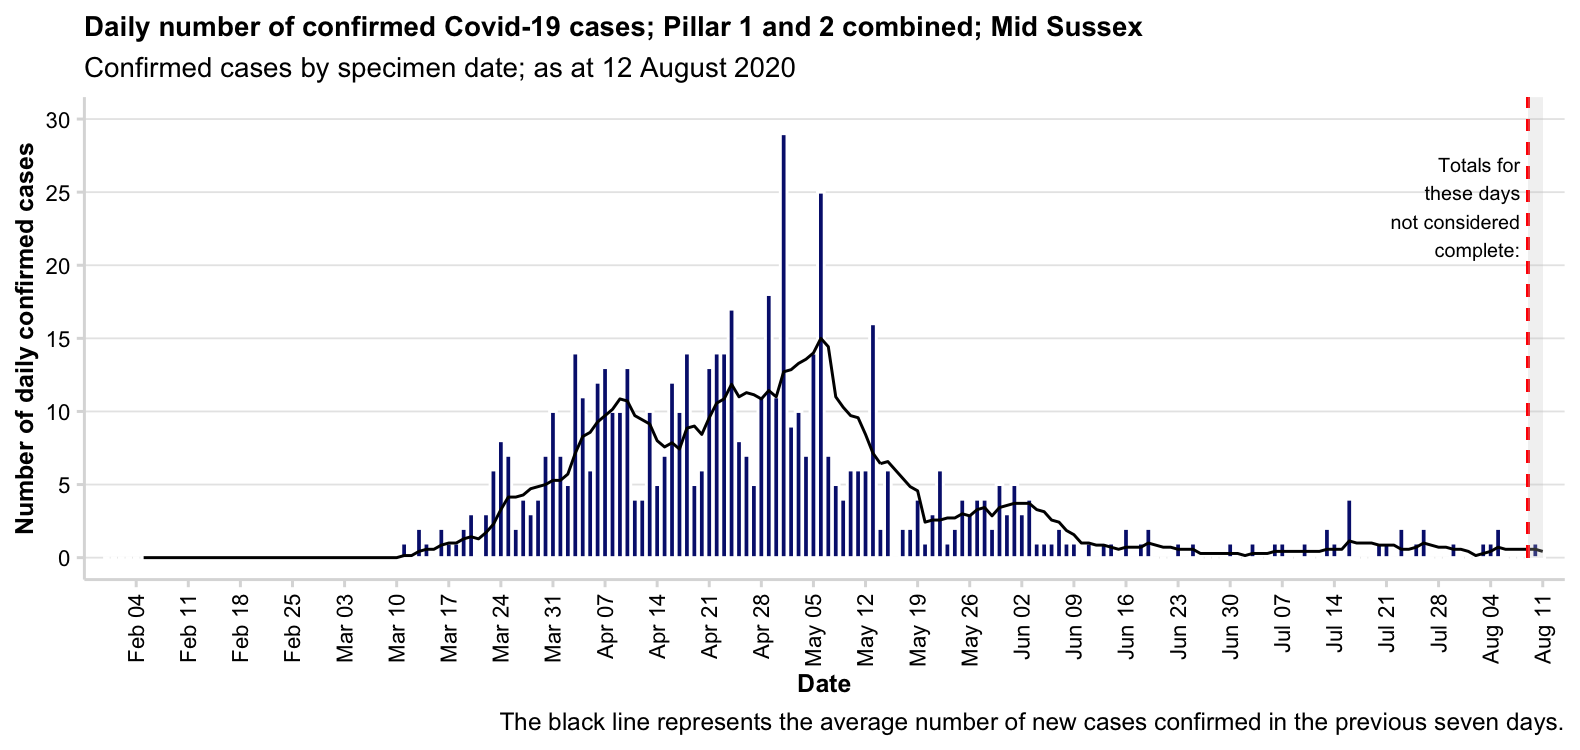 Daily number of confirmed Covid-19 cases; Pillar 1 and 2 combined; Mid Sussex
Confirmed cases by specimen date; as at 12 August 2020
Number of daily confirmed cases
30
25
20
15
10
5
0
Totals for
these days
not considered
complete:
Feb 04
Feb 11
Feb 18
Feb 25
Mar 03
Mar 10
Mar 17
Mar 24
Mar 31
Apr 07
Apr 14
Apr 21
Apr 28
May 05
May 12
May 19
May 26
Jun 02
Jun 09
Jun 16
Jun 23
Jun 30
Jul 07
Jul 14
Jul 21
Jul 28
Aug 04
Aug 11
Date
The black line represents the average number of new cases confirmed in the previous seven days.